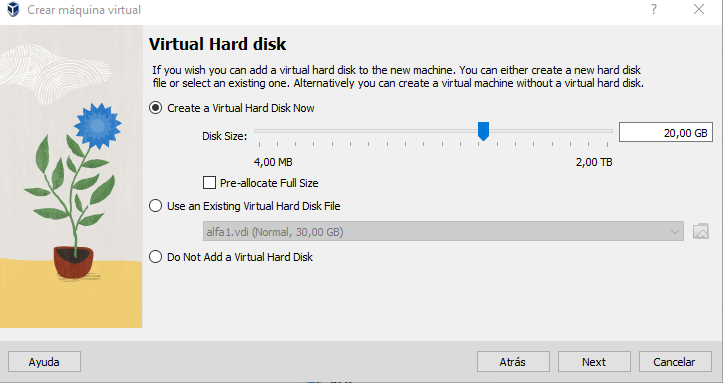 Crear máquina virtual
Virtual Hard disk
If you wish you can add a virtual hard disk to the new machine. You can either create a new hard disk
file or select an existing one. Alternatively you can create a virtual machine without a virtual hard disk.
Create a Virtual Hard Disk Now
Disk Size:
20,00 GB
4,00 MB
2,00 TB
Pre-allocate Full Size
Use an Existing Virtual Hard Disk File
alfa1.vdi (Normal, 30,00 GB)
Do Not Add a Virtual Hard Disk
Ayuda
Atrás
Next
Cancelar